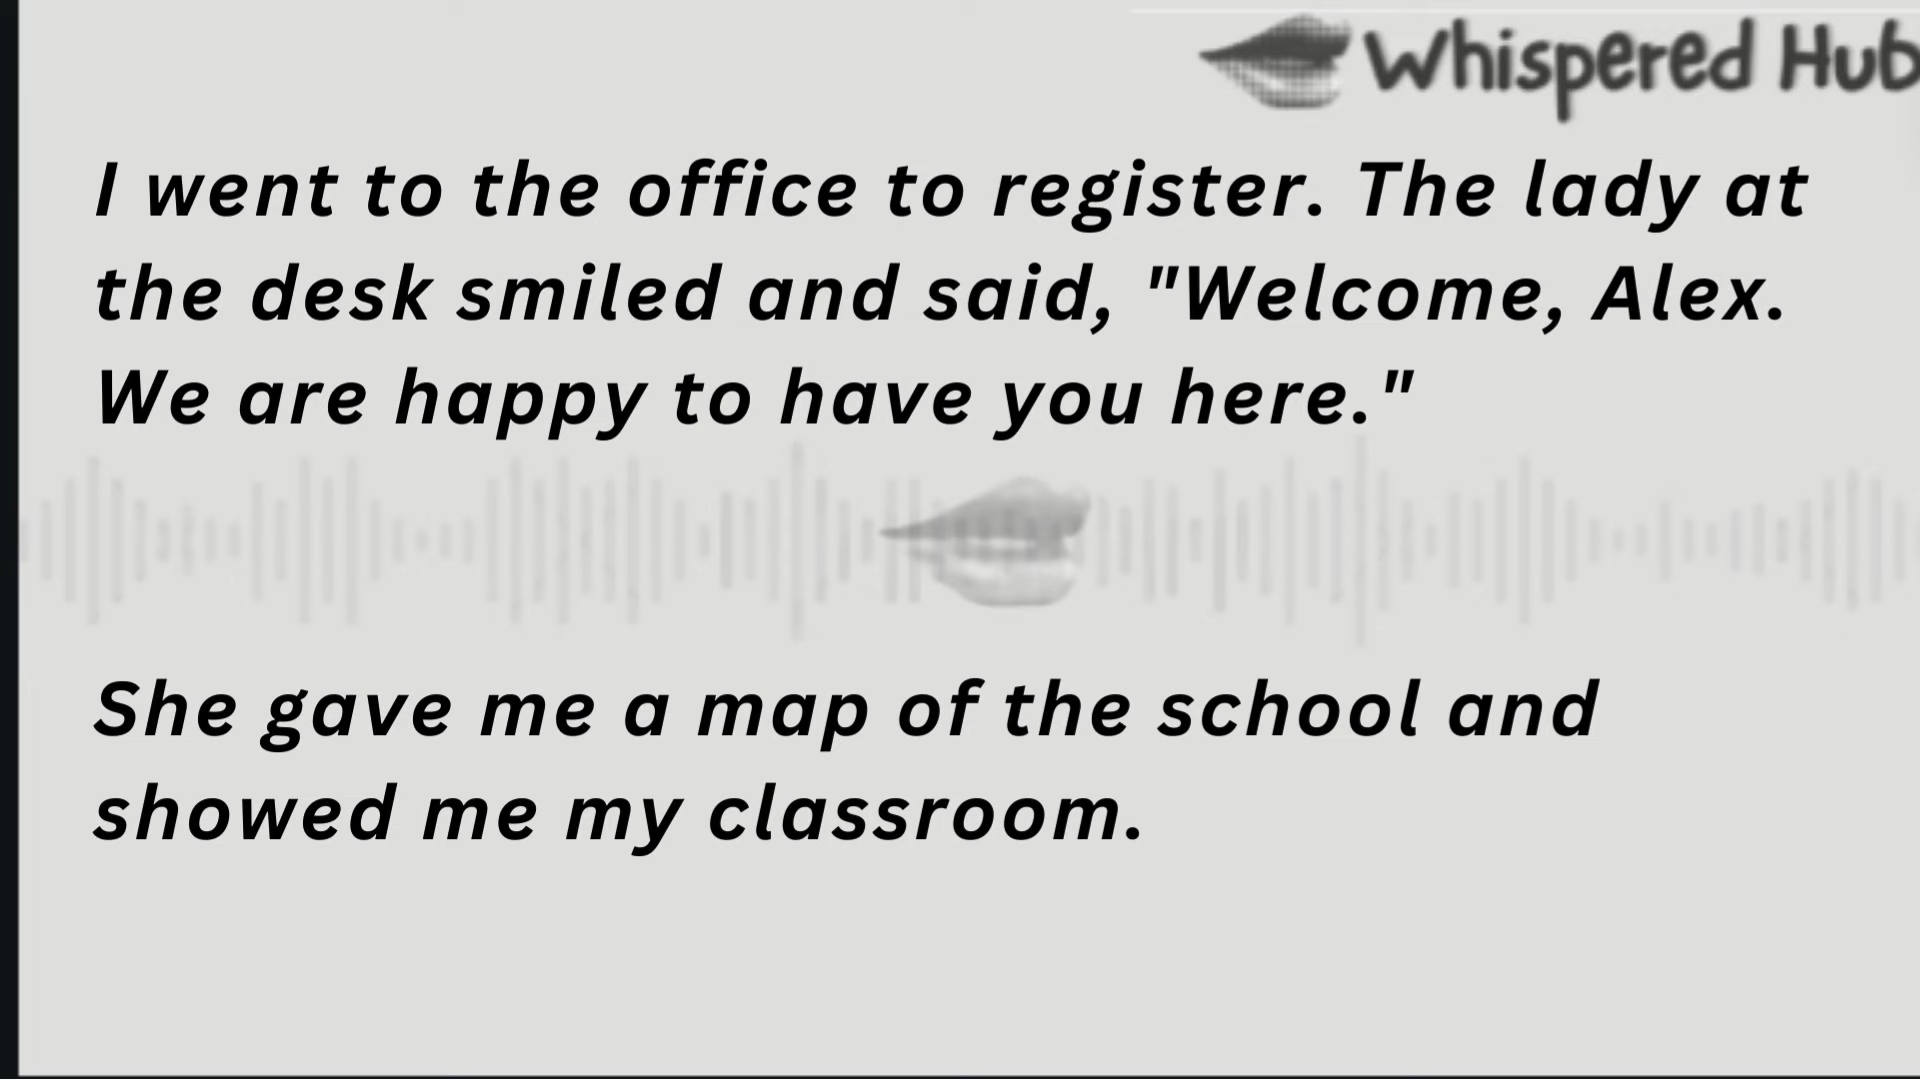 Whispered Hub
I went to the office to register. The lady at
the desk smiled and said, "Welcome, Alex.
We are happy to have you here."
She gave me a map of the school and
showed me my classroom.